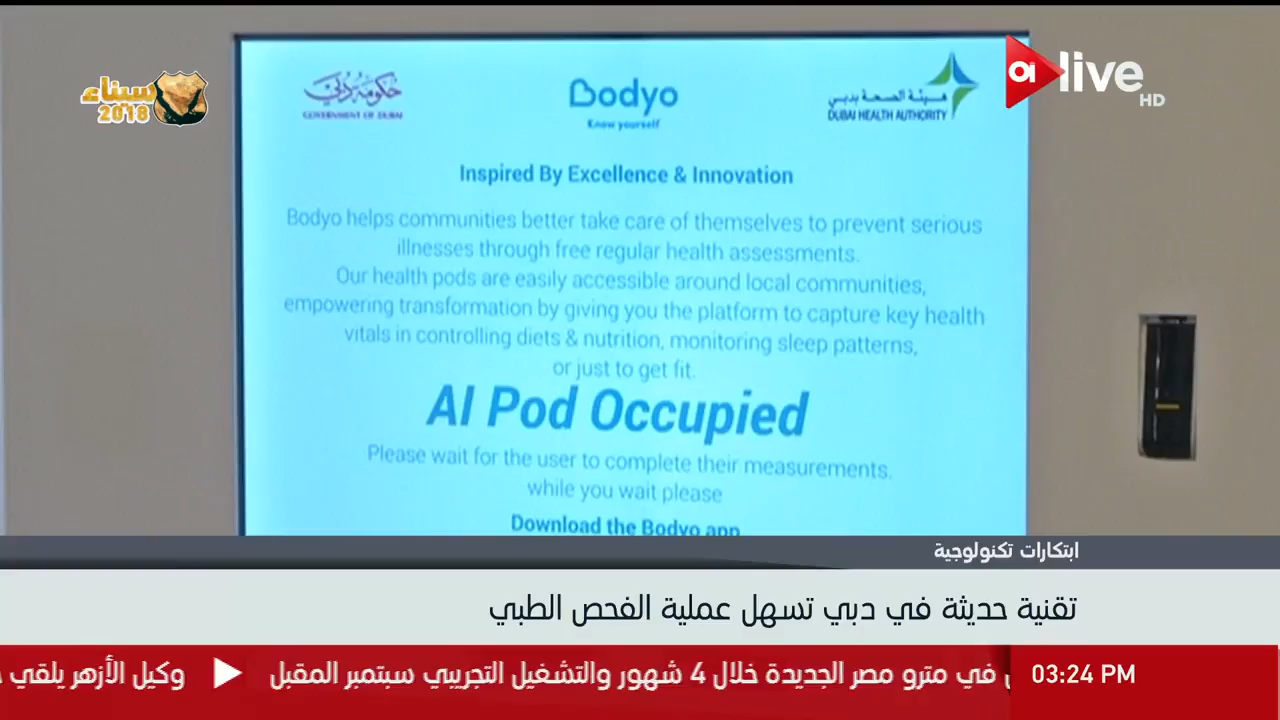 سيناء
2018
حكومة دبي
GOVERNMENT OF DUBAI
Bodyo
Know yourself
هيئة الصحة بدبي
DUBAI HEALTH AUTHORITY
live
HD
Inspired By Excellence & Innovation
Bodyo helps communities better take care of themselves to prevent serious
illnesses through free regular health assessments.
Our health pods are easily accessible around local communities,
empowering transformation by giving you the platform to capture key health
vitals in controlling diets & nutrition, monitoring sleep patterns,
or just to get fit.
AI Pod Occupied
Please wait for the user to complete their measurements.
while you wait please
Download the Bodyo app
ابتكارات تكنولوجية
تقنية حديثة في دبي تسهل عملية الفحص الطبي
في مترو مصر الجديدة خلال 4 شهور والتشغيل التجريبي سبتمبر المقبل
وكيل الأزهر يلقي
03:24 PM